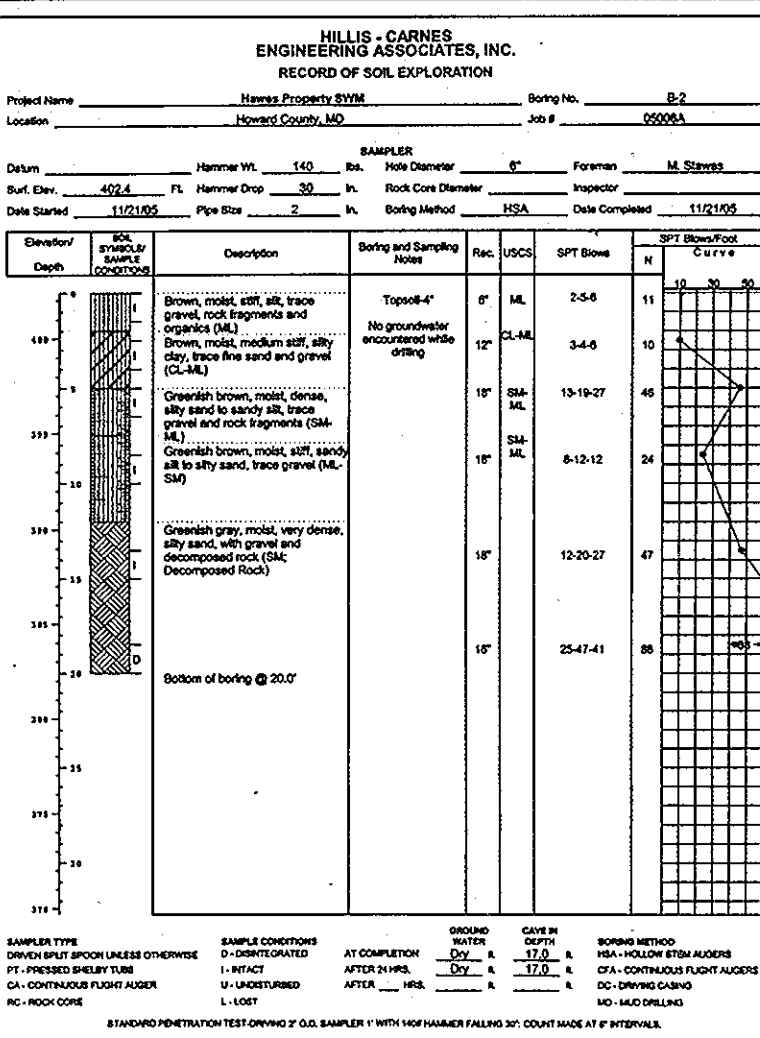 HILLIS - CARNES
ENGINEERING ASSOCIATES, INC.
RECORD OF SOIL EXPLORATION
Project Name Hawes Property SWM Boring No. B-2
Location Howard County, MD Job # 05006A
SAMPLER
Datum Hammer Wt. 140 lbs. Hole Diameter 6" Foreman M. Stawas
Surf. Elev. 402.4 Ft. Hammer Drop 30 in. Rock Core Diameter Inspector
Date Started 11/21/05 Pipe Size 2 in. Boring Method HSA Date Completed 11/21/05
Elevation/ Depth SOIL SYMBOLS/ SAMPLE CONDITIONS Description Boring and Sampling Notes Rec. USCS SPT Blows SPT Blows/Foot N Curve
10 30 50
0 I Brown, moist, stiff, silt, trace Topsoil-4" 6" ML 2-5-6 11
gravel, rock fragments and
organics (ML) No groundwater
400 I Brown, moist, medium stiff, silty encountered while 12" CL-ML 3-4-6 10
clay, trace fine sand and gravel drilling
(CL-ML)
5 I Greenish brown, moist, dense, 18" SM- 13-19-27 46
silty sand to sandy silt, trace ML
gravel and rock fragments (SM-
395 ML)
I Greenish brown, moist, stiff, sandy 18" SM- 8-12-12 24
silt to silty sand, trace gravel (ML- ML
10 SM)
390 Greenish gray, moist, very dense,
silty sand, with gravel and
I decomposed rock (SM; 18" 12-20-27 47
15 Decomposed Rock)
385
D 18" 25-47-41 88 88
20 Bottom of boring @ 20.0'
380
25
375
30
370
SAMPLER TYPE
DRIVEN SPLIT SPOON UNLESS OTHERWISE
PT - PRESSED SHELBY TUBE
CA - CONTINUOUS FLIGHT AUGER
RC - ROCK CORE
SAMPLE CONDITIONS
D - DISINTEGRATED
I - INTACT
U - UNDISTURBED
L - LOST
GROUND WATER CAVE IN DEPTH
AT COMPLETION Dry ft. 17.0 ft.
AFTER 24 HRS. Dry ft. 17.0 ft.
AFTER HRS. ft. ft.
BORING METHOD
HSA - HOLLOW STEM AUGERS
CFA - CONTINUOUS FLIGHT AUGERS
DC - DRIVING CASING
MD - MUD DRILLING
STANDARD PENETRATION TEST-DRIVING 2" O.D. SAMPLER 1' WITH 140# HAMMER FALLING 30"; COUNT MADE AT 6" INTERVALS.